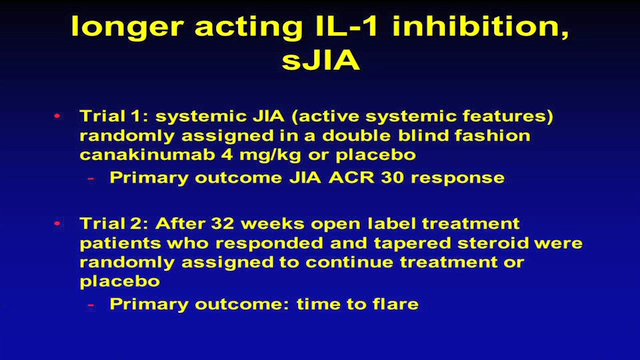 longer acting IL-1 inhibition,
sJIA
• Trial 1: systemic JIA (active systemic features)
randomly assigned in a double blind fashion
canakinumab 4 mg/kg or placebo
- Primary outcome JIA ACR 30 response
• Trial 2: After 32 weeks open label treatment
patients who responded and tapered steroid were
randomly assigned to continue treatment or
placebo
- Primary outcome: time to flare